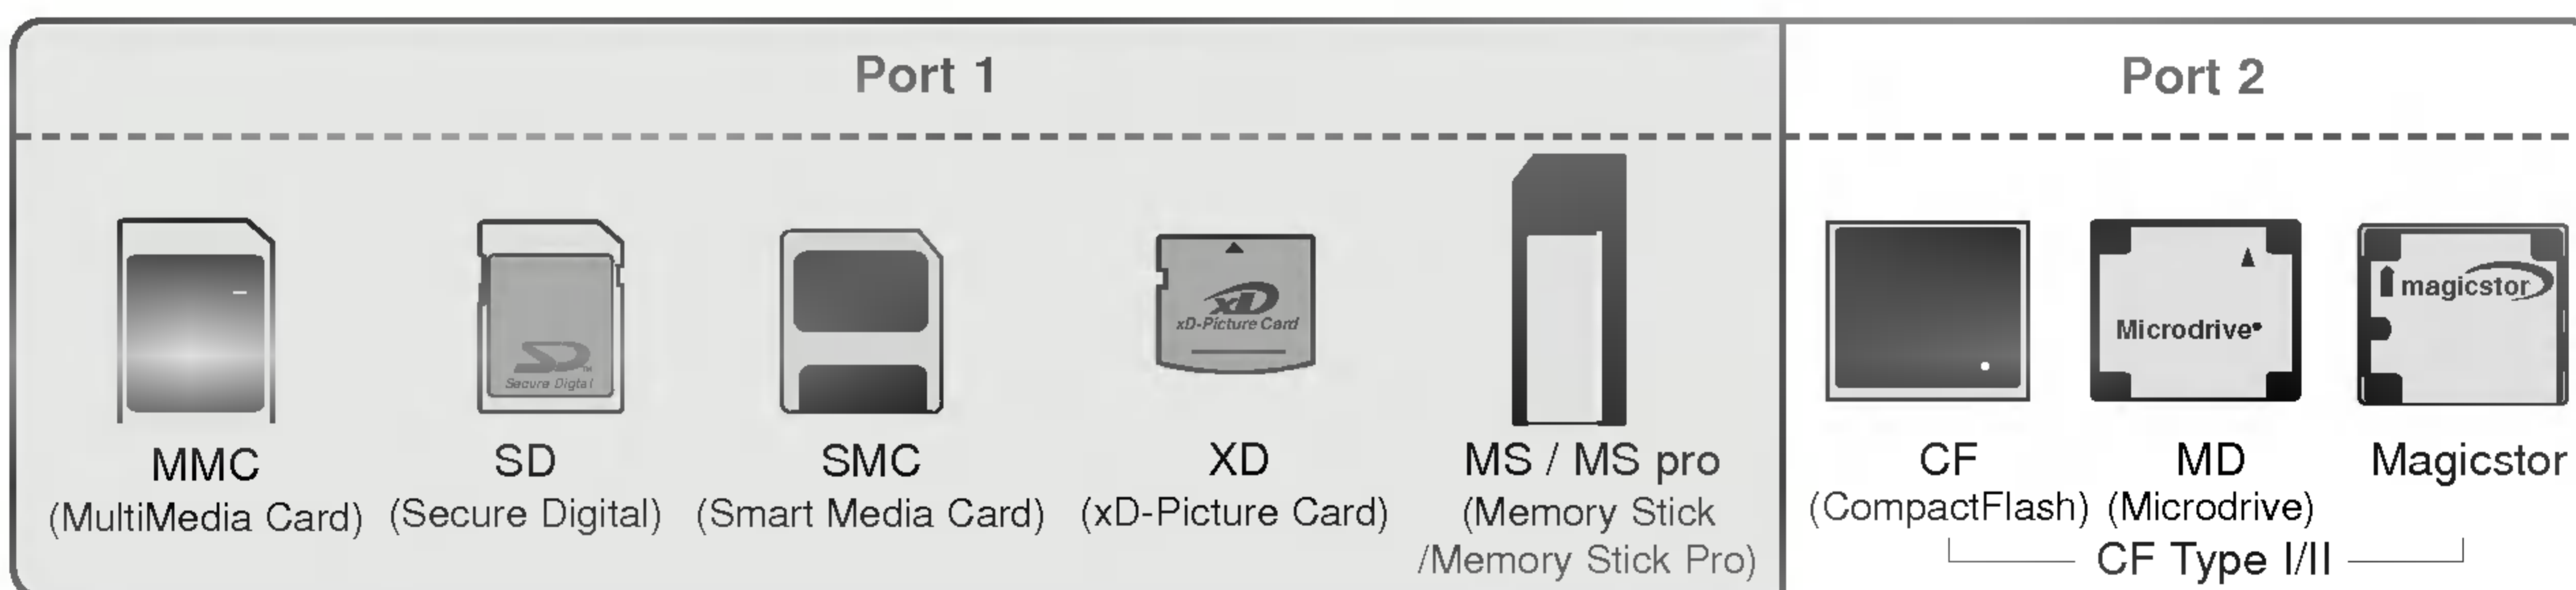 Port 1
Port 2
SD™
Secure Digtal
xD
xD-Picture Card
Microdrive
magicstor
MMC
(MultiMedia Card)
SD
(Secure Digital)
SMC
(Smart Media Card)
XD
(xD-Picture Card)
MS / MS pro
(Memory Stick
/Memory Stick Pro)
CF
(CompactFlash)
MD
(Microdrive)
Magicstor
CF Type I/II